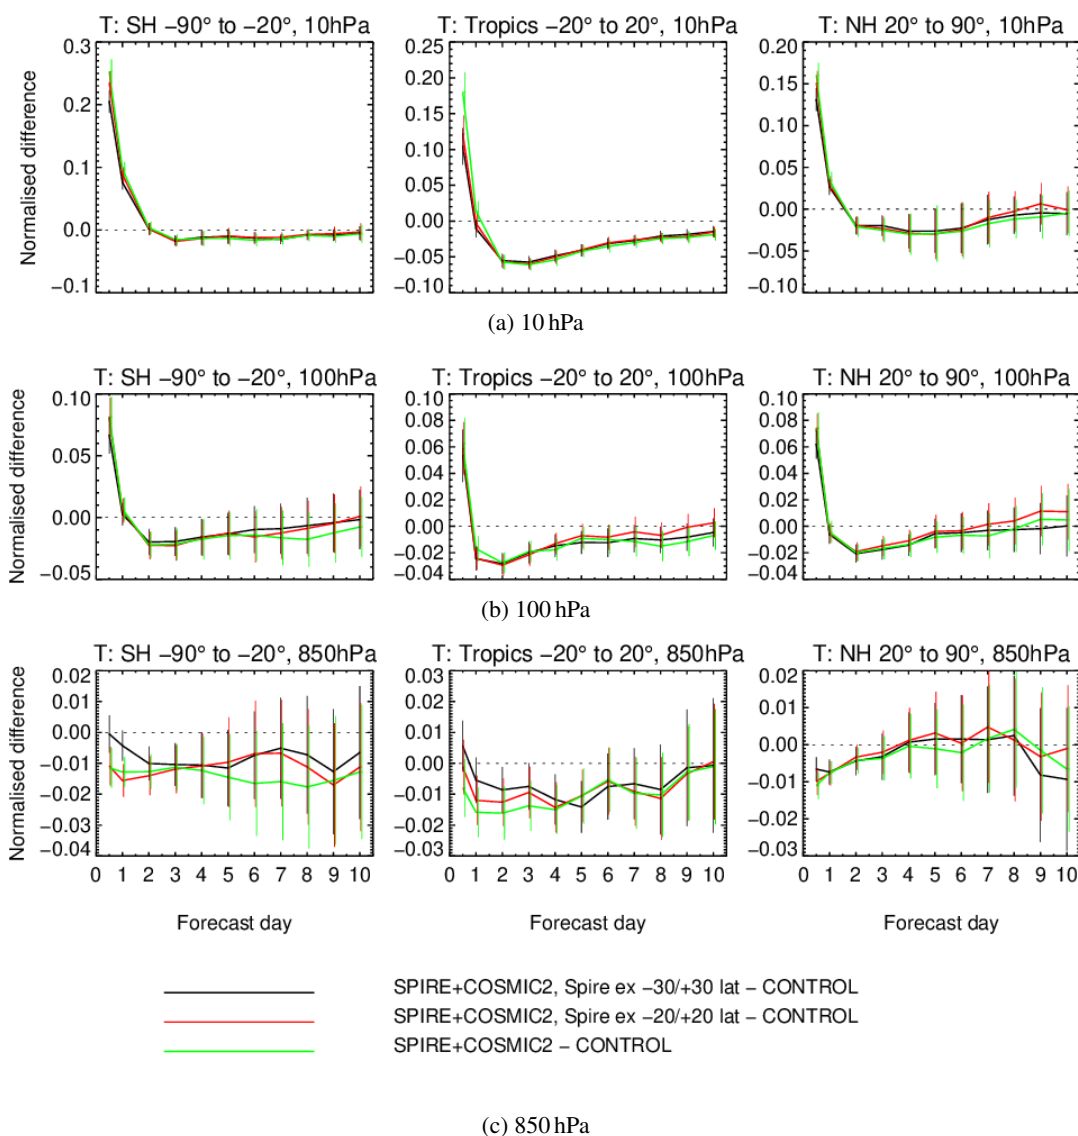 T: SH −90° to −20°, 10hPa
T: Tropics −20° to 20°, 10hPa
T: NH 20° to 90°, 10hPa
Normalised difference
0.3
0.2
0.1
0.0
−0.1
0.25
0.20
0.15
0.10
0.05
0.00
−0.05
−0.10
0.20
0.15
0.10
0.05
0.00
−0.05
−0.10
(a) 10 hPa
T: SH −90° to −20°, 100hPa
T: Tropics −20° to 20°, 100hPa
T: NH 20° to 90°, 100hPa
Normalised difference
0.10
0.05
0.00
−0.05
0.10
0.08
0.06
0.04
0.02
0.00
−0.02
−0.04
0.10
0.08
0.06
0.04
0.02
0.00
−0.02
−0.04
(b) 100 hPa
T: SH −90° to −20°, 850hPa
T: Tropics −20° to 20°, 850hPa
T: NH 20° to 90°, 850hPa
Normalised difference
0.02
0.01
0.00
−0.01
−0.02
−0.03
−0.04
0.03
0.02
0.01
0.00
−0.01
−0.02
−0.03
0.02
0.01
0.00
−0.01
−0.02
−0.03
0 1 2 3 4 5 6 7 8 9 10
0 1 2 3 4 5 6 7 8 9 10
0 1 2 3 4 5 6 7 8 9 10
Forecast day
Forecast day
Forecast day
SPIRE+COSMIC2, Spire ex −30/+30 lat − CONTROL
SPIRE+COSMIC2, Spire ex −20/+20 lat − CONTROL
SPIRE+COSMIC2 − CONTROL
(c) 850 hPa